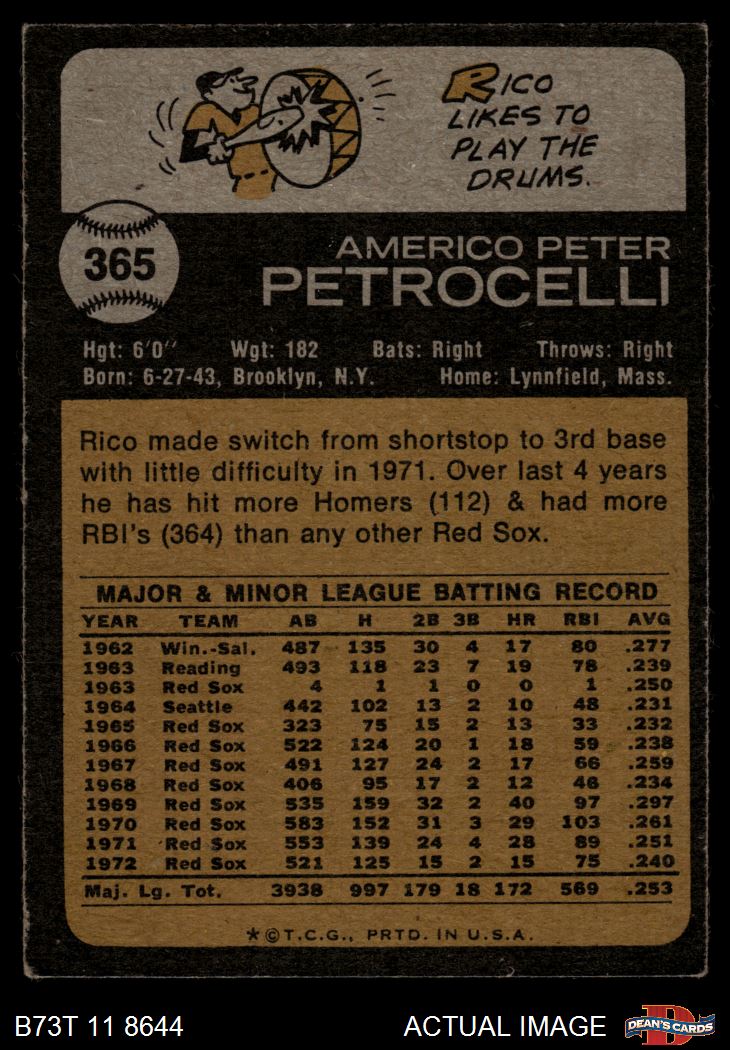 RICO
LIKES TO
PLAY THE
DRUMS.
365
AMERICO PETER
PETROCELLI
Hgt: 6'0" Wgt: 182 Bats: Right Throws: Right
Born: 6-27-43, Brooklyn, N.Y. Home: Lynnfield, Mass.
Rico made switch from shortstop to 3rd base
with little difficulty in 1971. Over last 4 years
he has hit more Homers (112) & had more
RBI's (364) than any other Red Sox.
MAJOR & MINOR LEAGUE BATTING RECORD
YEAR TEAM AB H 2B 3B HR RBI AVG
1962 Win.-Sal. 487 135 30 4 17 80 .277
1963 Reading 493 118 23 7 19 78 .239
1963 Red Sox 4 1 1 0 0 1 .250
1964 Seattle 442 102 13 2 10 48 .231
1965 Red Sox 323 75 15 2 13 33 .232
1966 Red Sox 522 124 20 1 18 59 .238
1967 Red Sox 491 127 24 2 17 66 .259
1968 Red Sox 406 95 17 2 12 46 .234
1969 Red Sox 535 159 32 2 40 97 .297
1970 Red Sox 583 152 31 3 29 103 .261
1971 Red Sox 553 139 24 4 28 89 .251
1972 Red Sox 521 125 15 2 15 75 .240
Maj. Lg. Tot. 3938 997 179 18 172 569 .253
*©T.C.G., PRTD. IN U.S.A.
B73T 11 8644 ACTUAL IMAGE
D
DEAN'S CARDS